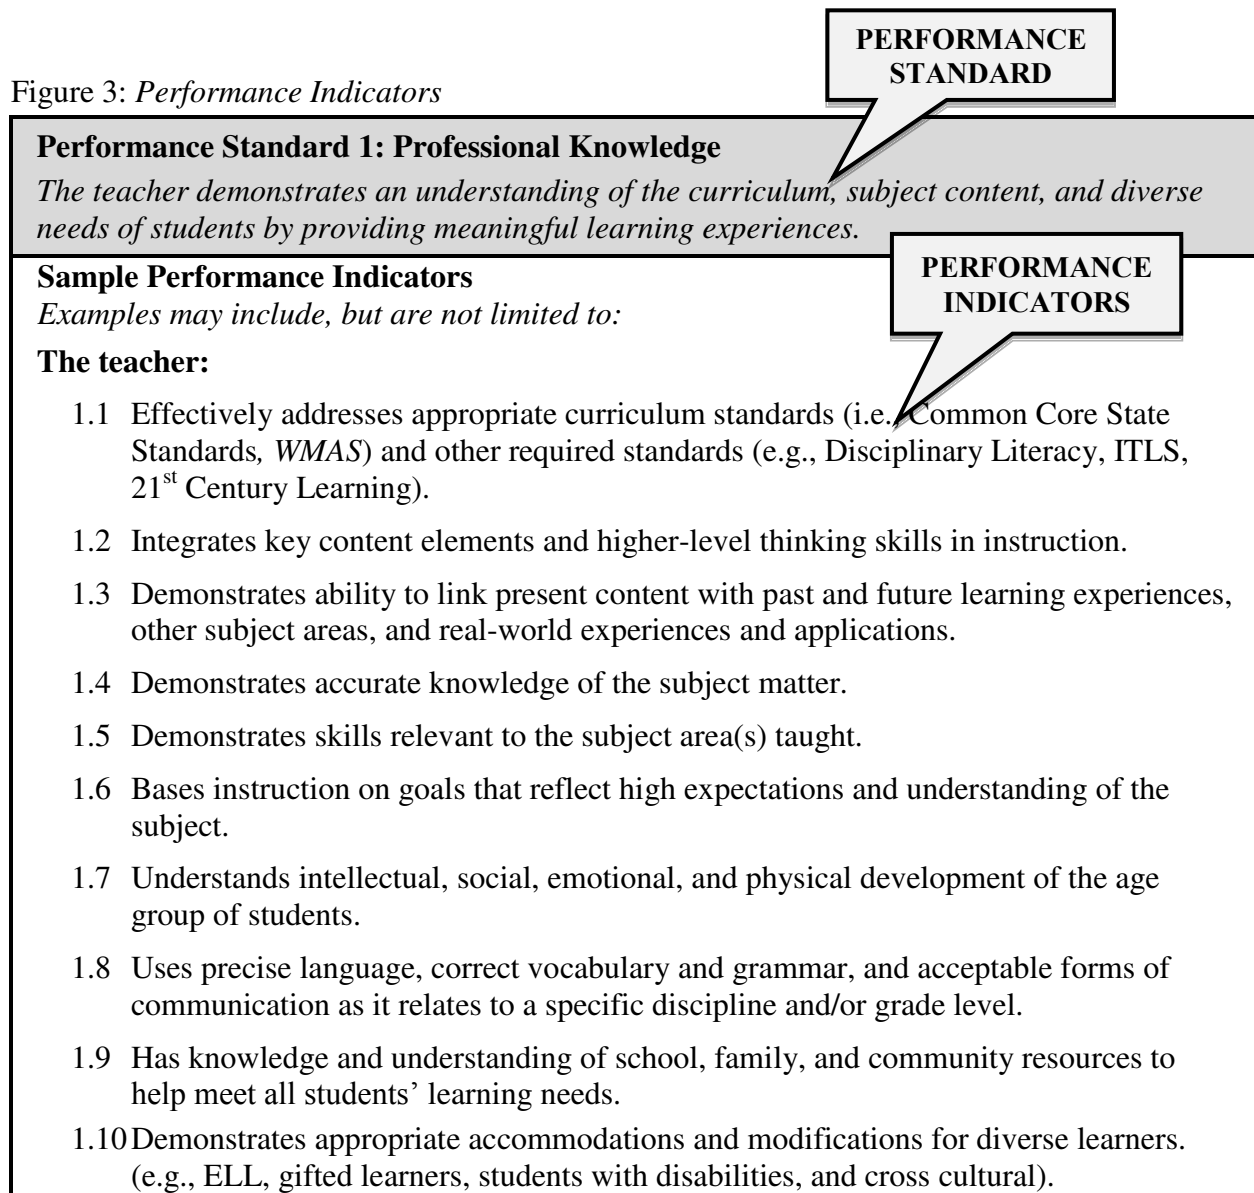 PERFORMANCE
STANDARD
Figure 3: Performance Indicators
Performance Standard 1: Professional Knowledge
The teacher demonstrates an understanding of the curriculum, subject content, and diverse
needs of students by providing meaningful learning experiences.
PERFORMANCE
INDICATORS
Sample Performance Indicators
Examples may include, but are not limited to:
The teacher:
1.1 Effectively addresses appropriate curriculum standards (i.e., Common Core State
Standards, WMAS) and other required standards (e.g., Disciplinary Literacy, ITLS,
21st Century Learning).
1.2 Integrates key content elements and higher-level thinking skills in instruction.
1.3 Demonstrates ability to link present content with past and future learning experiences,
other subject areas, and real-world experiences and applications.
1.4 Demonstrates accurate knowledge of the subject matter.
1.5 Demonstrates skills relevant to the subject area(s) taught.
1.6 Bases instruction on goals that reflect high expectations and understanding of the
subject.
1.7 Understands intellectual, social, emotional, and physical development of the age
group of students.
1.8 Uses precise language, correct vocabulary and grammar, and acceptable forms of
communication as it relates to a specific discipline and/or grade level.
1.9 Has knowledge and understanding of school, family, and community resources to
help meet all students’ learning needs.
1.10 Demonstrates appropriate accommodations and modifications for diverse learners.
(e.g., ELL, gifted learners, students with disabilities, and cross cultural).